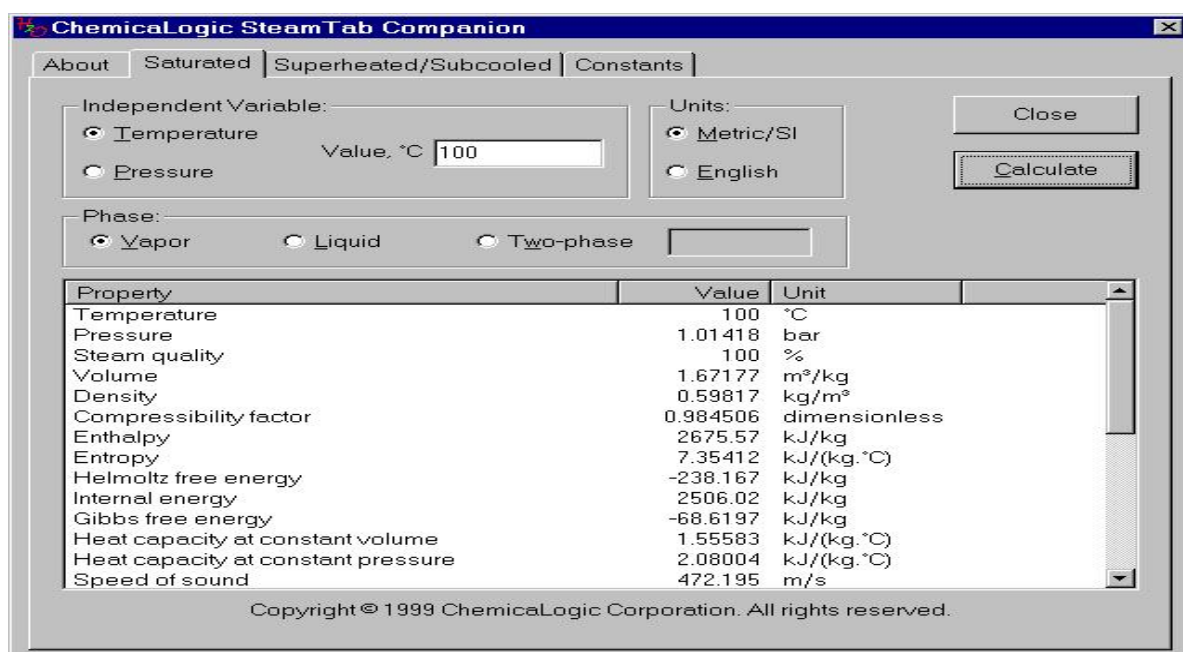 ChemicaLogic SteamTab Companion
About Saturated Superheated/Subcooled Constants
Independent Variable:
Temperature
Value, °C 100
Pressure
Units:
Metric/SI
English
Close
Calculate
Phase:
Vapor Liquid Two-phase
Property Value Unit
Temperature 100 °C
Pressure 1.01418 bar
Steam quality 100 %
Volume 1.67177 m³/kg
Density 0.59817 kg/m³
Compressibility factor 0.984506 dimensionless
Enthalpy 2675.57 kJ/kg
Entropy 7.35412 kJ/(kg.°C)
Helmoltz free energy -238.167 kJ/kg
Internal energy 2506.02 kJ/kg
Gibbs free energy -68.6197 kJ/kg
Heat capacity at constant volume 1.55583 kJ/(kg.°C)
Heat capacity at constant pressure 2.08004 kJ/(kg.°C)
Speed of sound 472.195 m/s
Copyright © 1999 ChemicaLogic Corporation. All rights reserved.